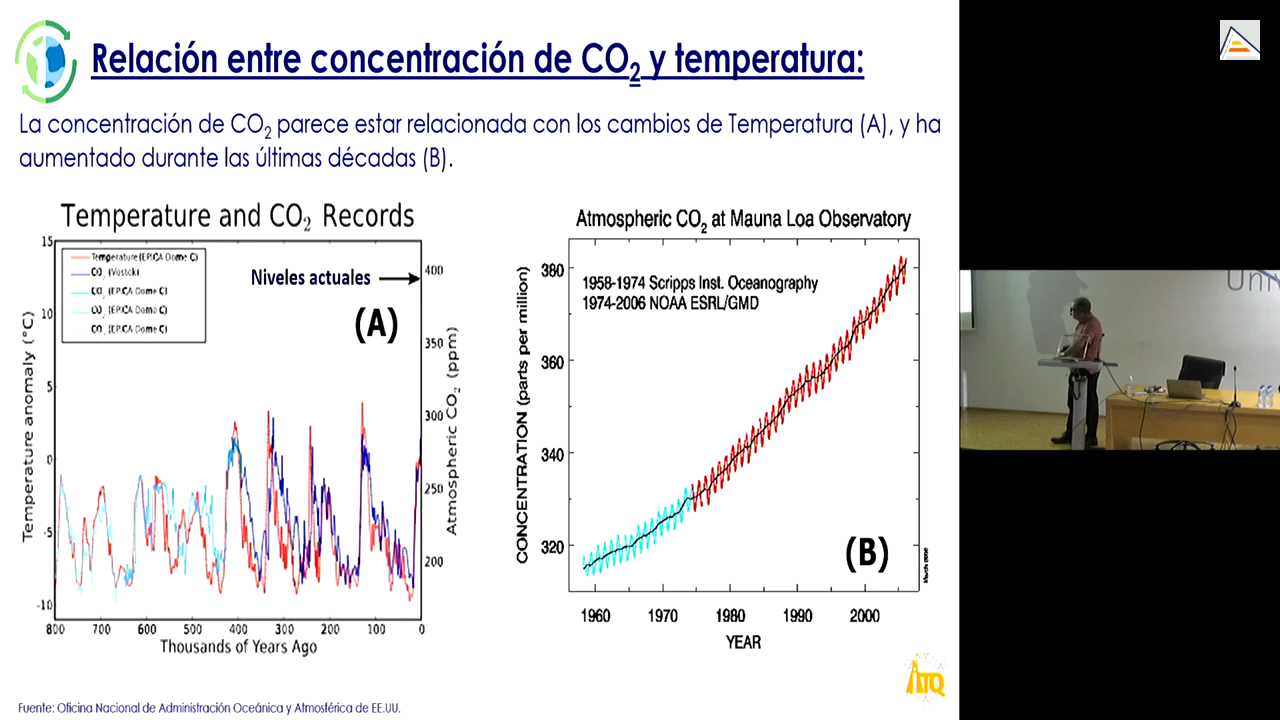 Relación entre concentración de CO₂ y temperatura:
La concentración de CO₂ parece estar relacionada con los cambios de Temperatura (A), y ha
aumentado durante las últimas décadas (B).
Temperature and CO₂ Records
Temperature (EPICA Dome C)
CO₂ (Vostok)
CO₂ (EPICA Dome C)
CO₂ (EPICA Dome C)
CO₂ (EPICA Dome C)
Niveles actuales
(A)
Temperature anomaly (°C)
15
10
5
0
-5
-10
Atmospheric CO₂ (ppm)
400
350
300
250
200
800 700 600 500 400 300 200 100 0
Thousands of Years Ago
Atmospheric CO₂ at Mauna Loa Observatory
1958-1974 Scripps Inst. Oceanography
1974-2006 NOAA ESRL/GMD
CONCENTRATION (parts per million)
380
360
340
320
(B)
1960 1970 1980 1990 2000
YEAR
March 2006
ATQ
Fuente: Oficina Nacional de Administración Oceánica y Atmosférica de EE.UU.
Uni